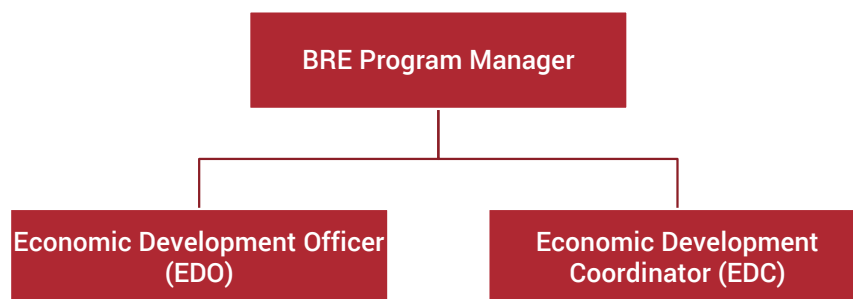 BRE Program Manager
Economic Development Officer
(EDO)
Economic Development
Coordinator (EDC)